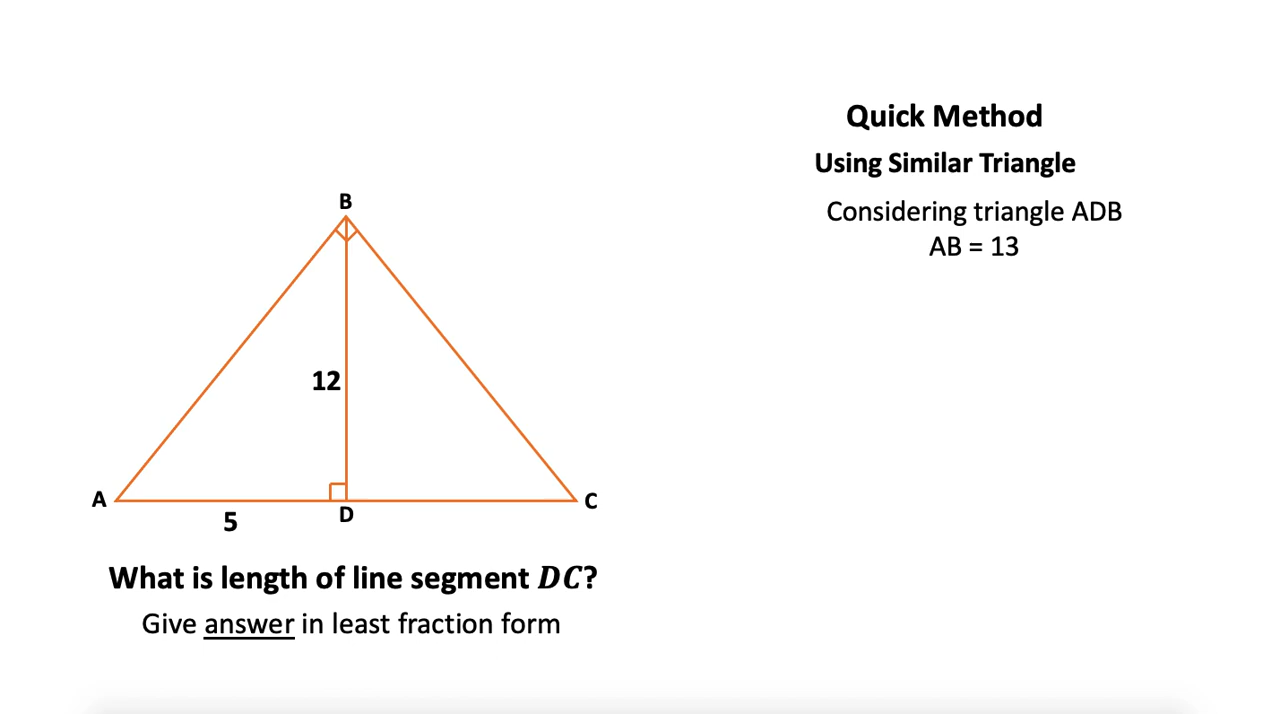 Quick Method
Using Similar Triangle
Considering triangle ADB
AB = 13
B
12
A
D
C
5
What is length of line segment DC?
Give answer in least fraction form